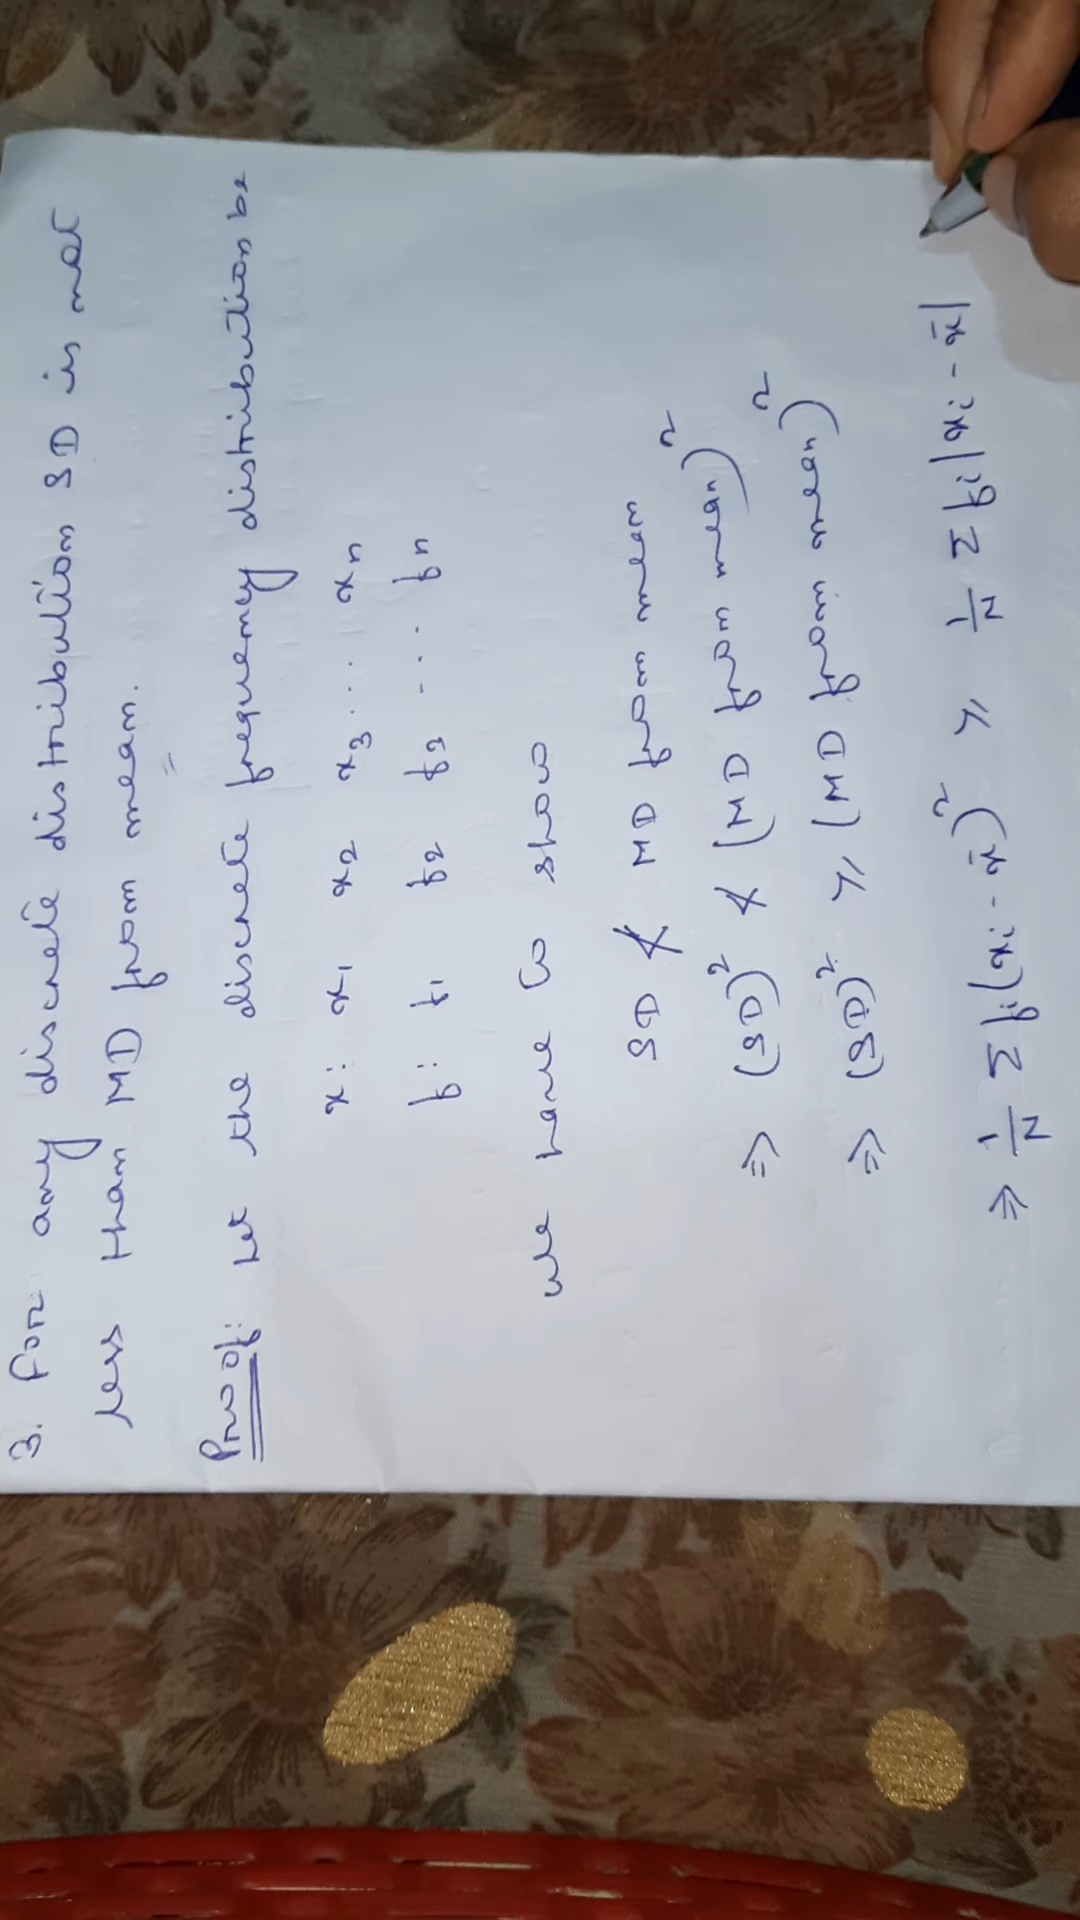 3. For any discrete distribution SD is not
less than MD from mean.
Proof: Let the discrete frequency distribution be
x: x₁ x₂ x₃ ... xₙ
f: f₁ f₂ f₃ ... fₙ
we have to show
SD ≮ MD from mean
⇒ (SD)² ≮ (MD from mean)²
⇒ (SD)² ≥ (MD from mean)²
⇒ 1/N Σ fᵢ(xᵢ - x̄)² ≥ 1/N Σ fᵢ|xᵢ - x̄|